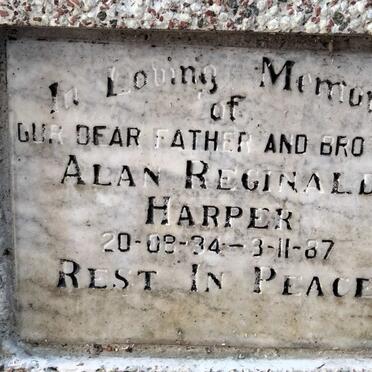 In Loving Memor
of
OUR DEAR FATHER AND BRO
ALAN REGINALD
HARPER
20-08-34-3-11-87
REST IN PEACE